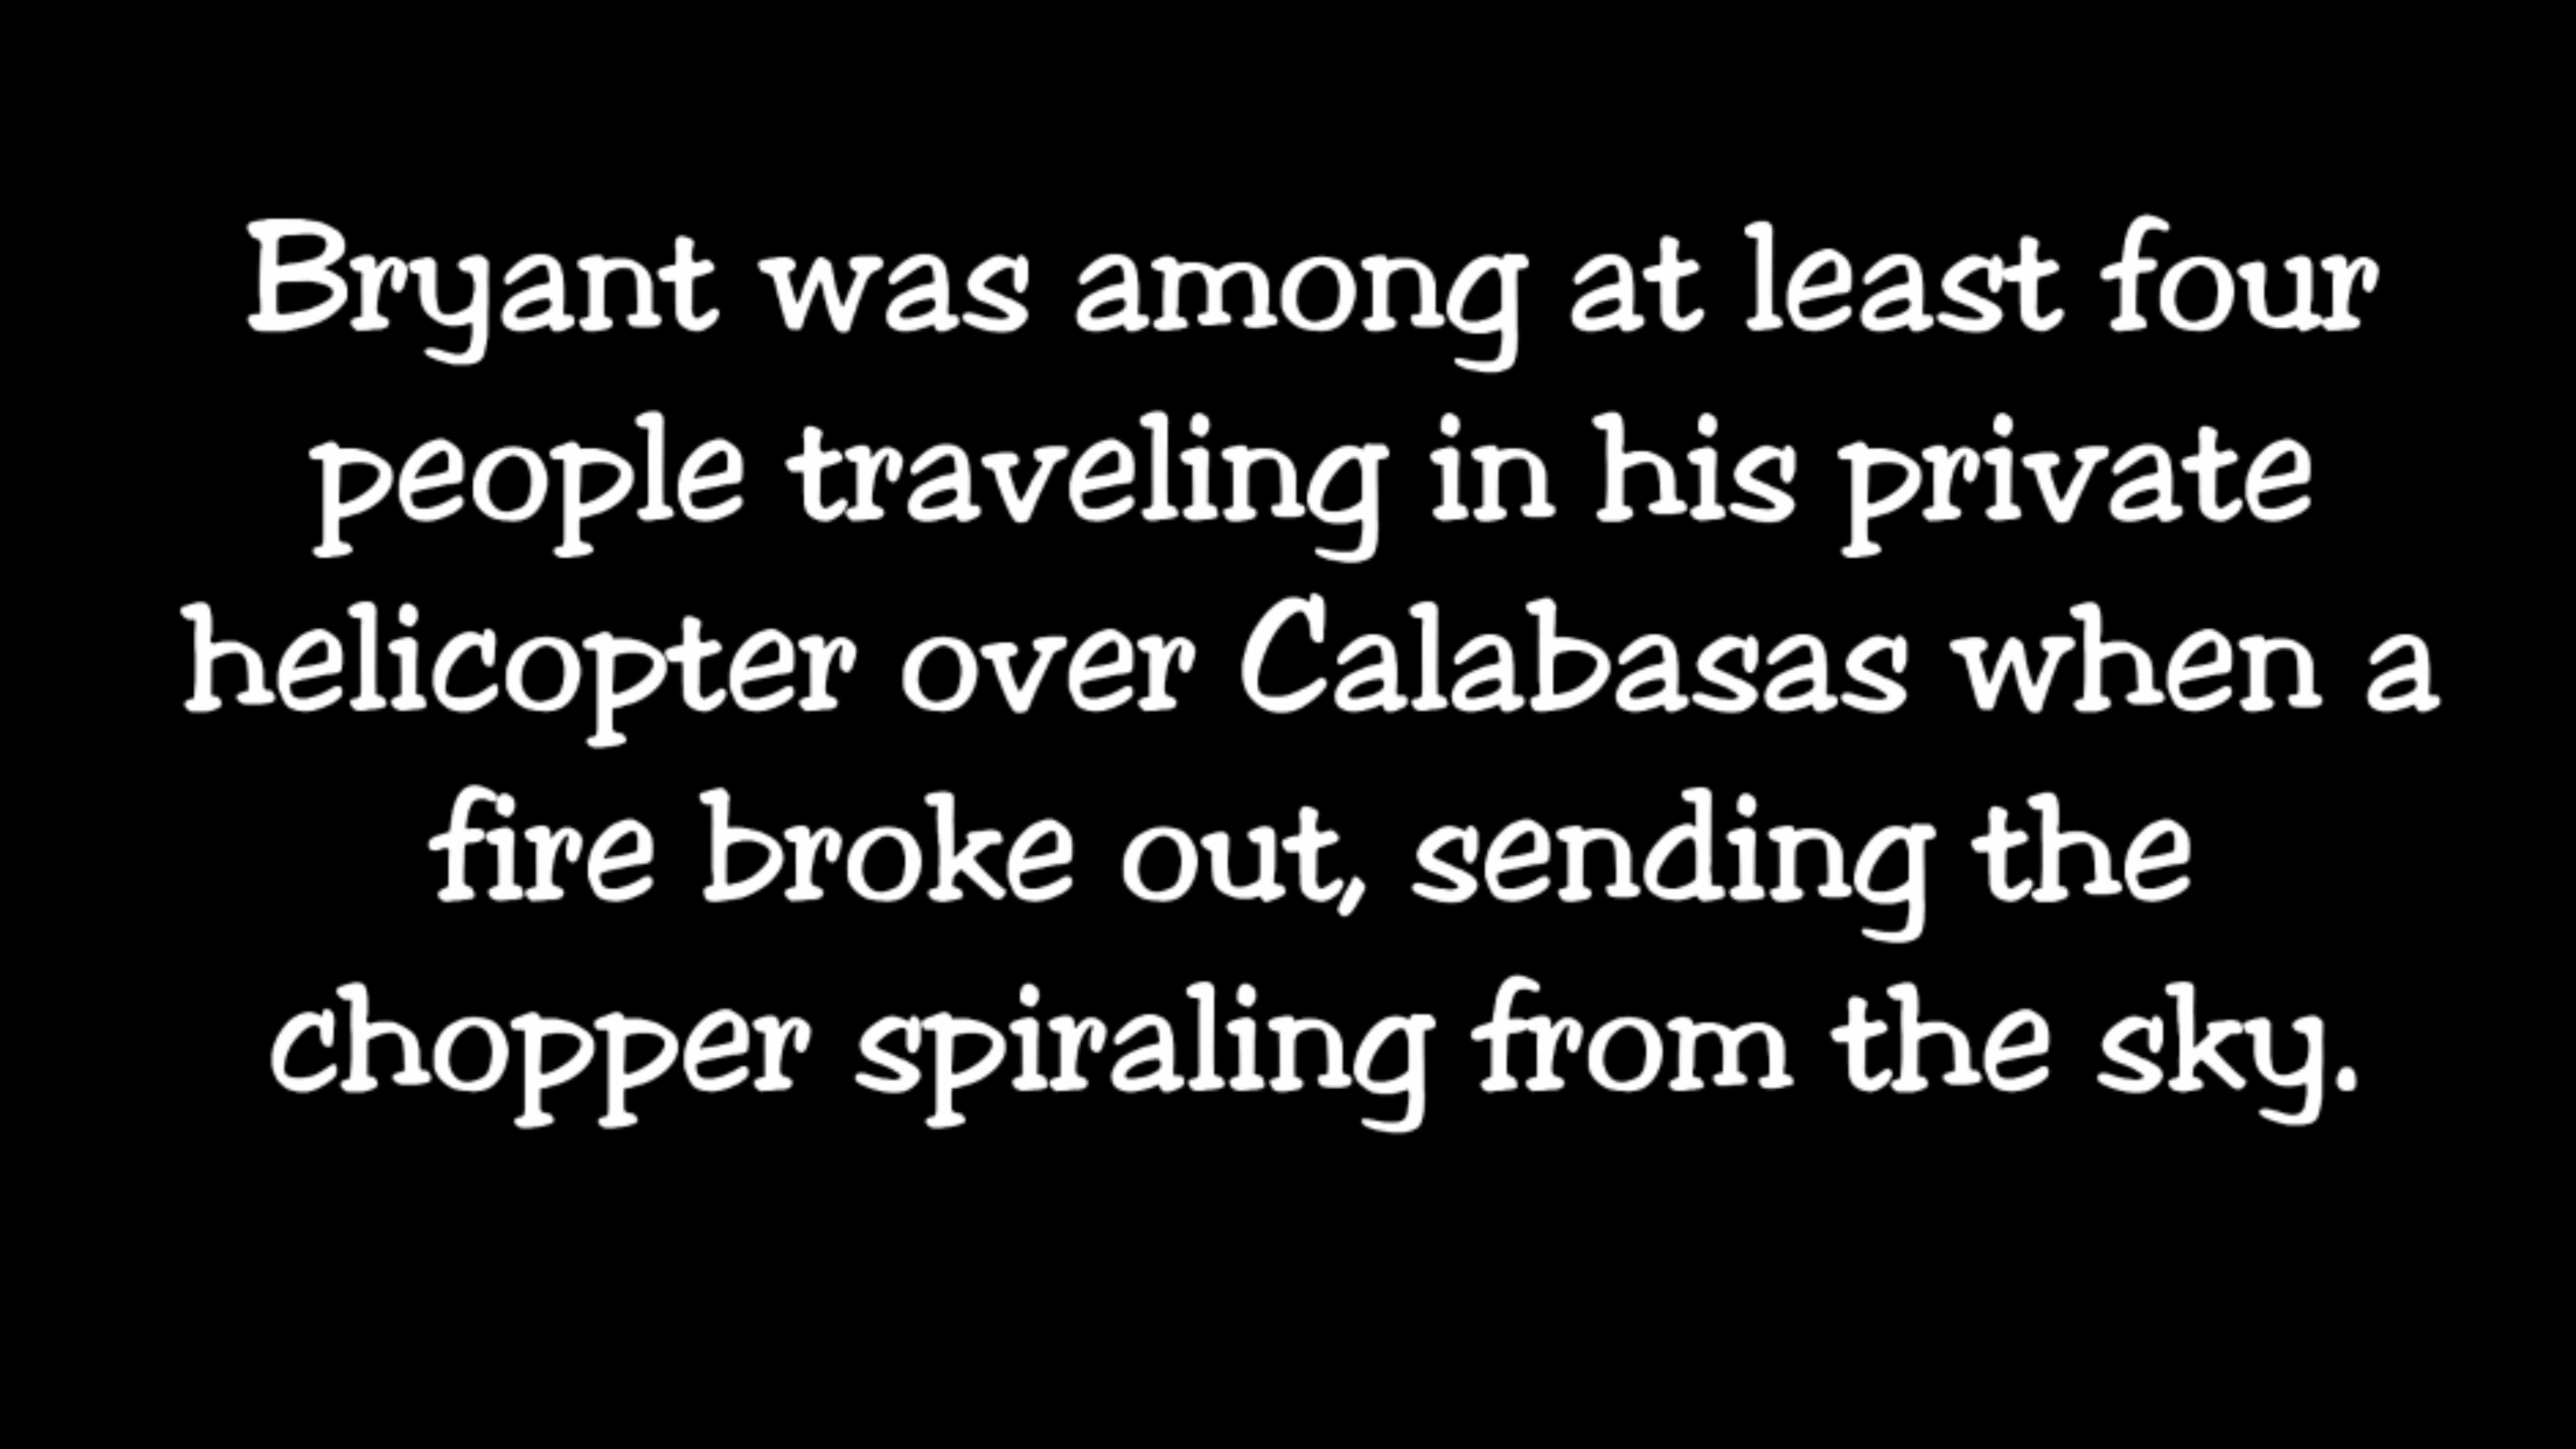 Bryant was among at least four
people traveling in his private
helicopter over Calabasas when a
fire broke out, sending the
chopper spiraling from the sky.